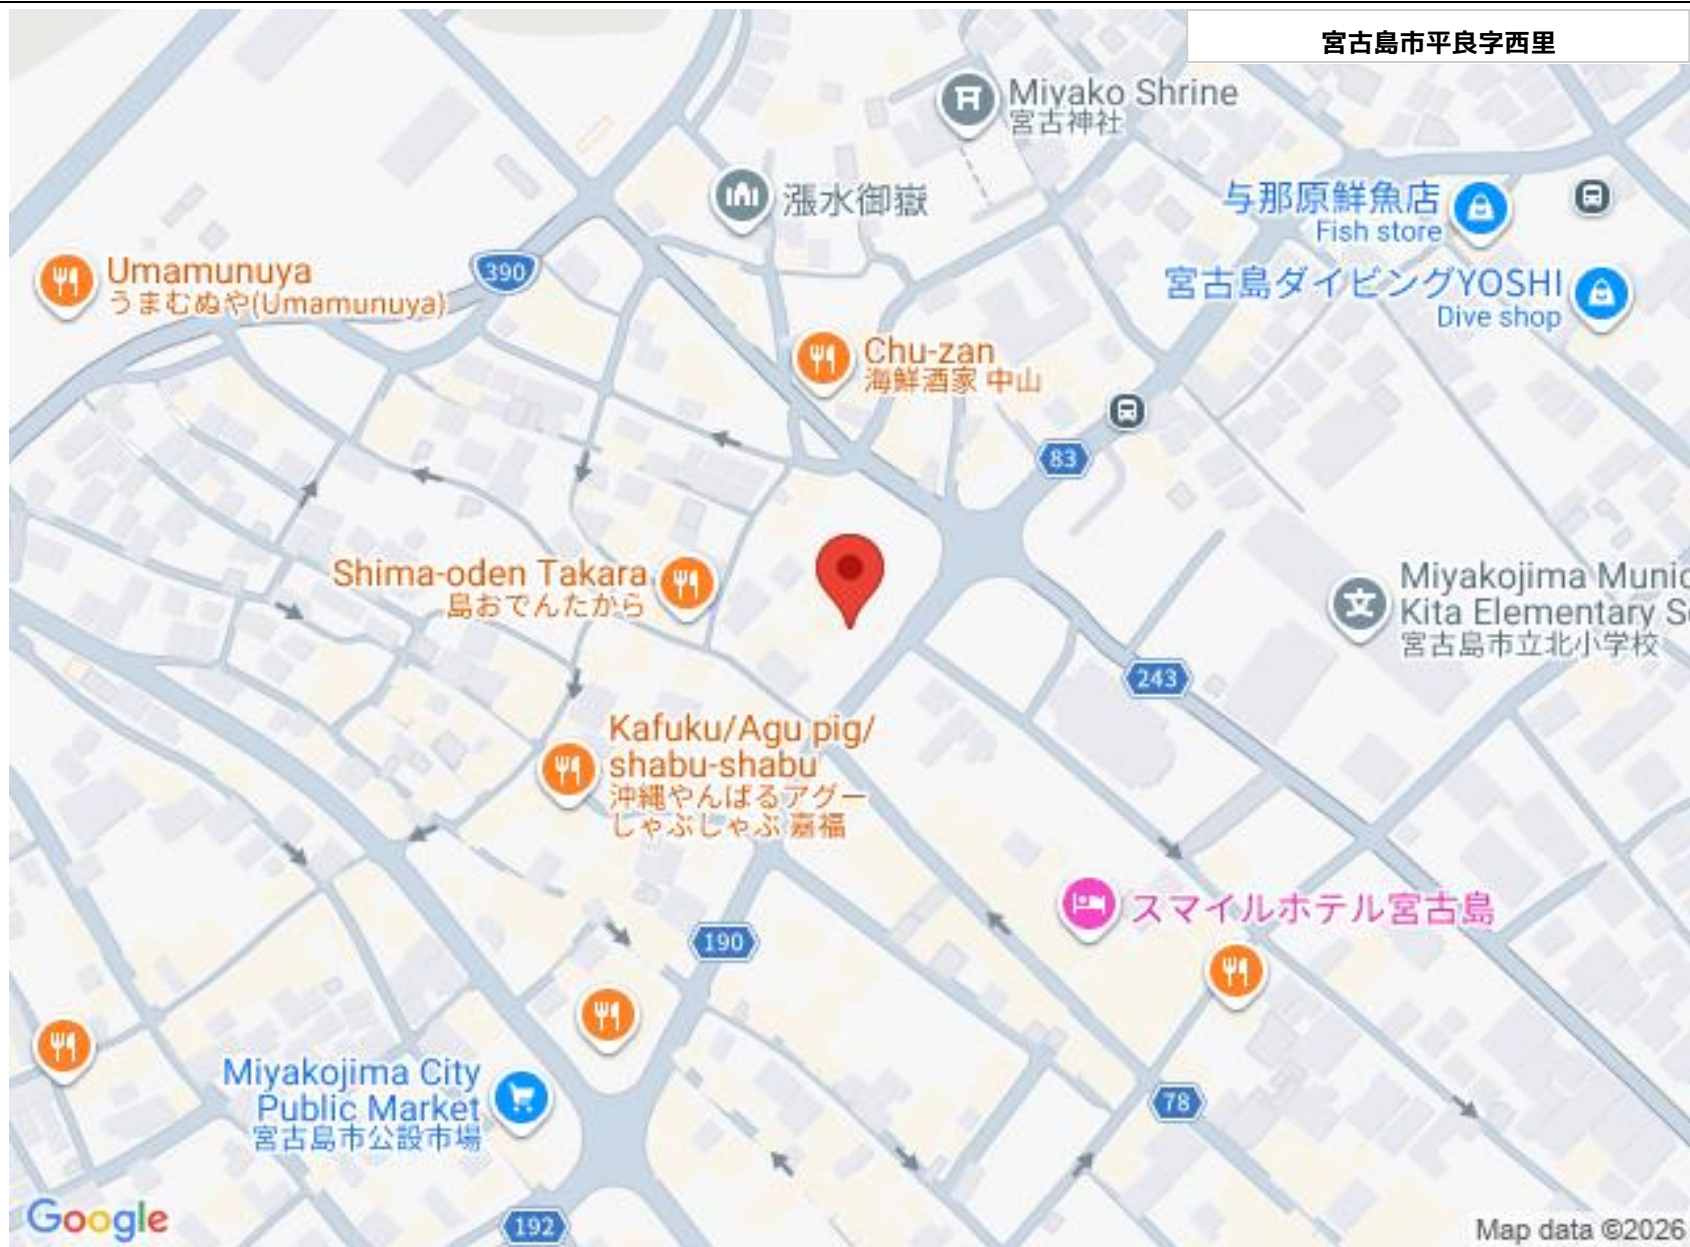 宮古島市平良字西里
Miyako Shrine
宮古神社
漲水御嶽
与那原鮮魚店
Fish store
390
Umamunuya
うまむぬや(Umamunuya)
宮古島ダイビングYOSHI
Dive shop
Chu-zan
海鮮酒家 中山
83
Shima-oden Takara
島おでんたから
文
Miyakojima Munic
Kita Elementary S
宮古島市立北小学校
243
Kafuku/Agu pig/
shabu-shabu
沖縄やんばるアグー
しゃぶしゃぶ 嘉福
スマイルホテル宮古島
190
Miyakojima City
Public Market
宮古島市公設市場
78
192
Google
Map data ©2026